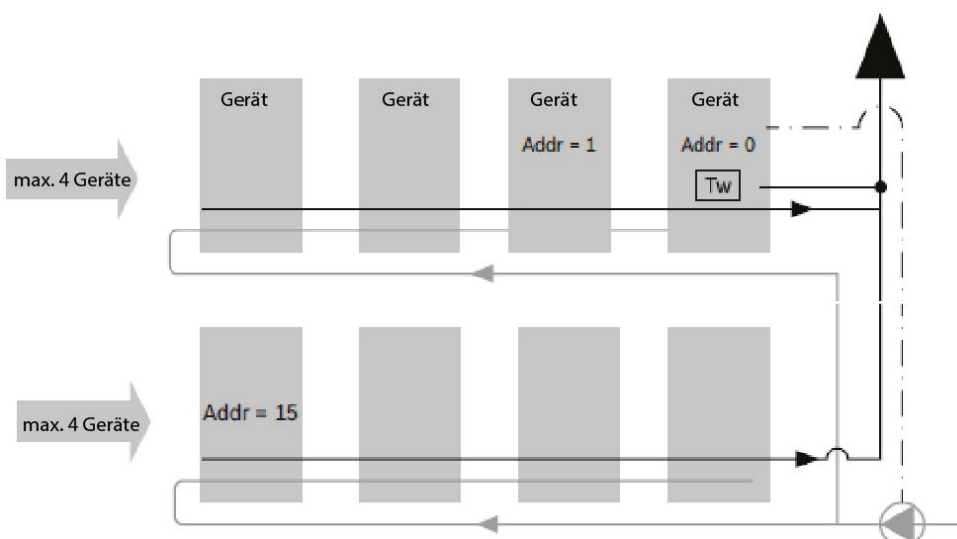 Gerät
Gerät
Gerät
Gerät
Addr = 1
Addr = 0
max. 4 Geräte
Tw
max. 4 Geräte
Addr = 15